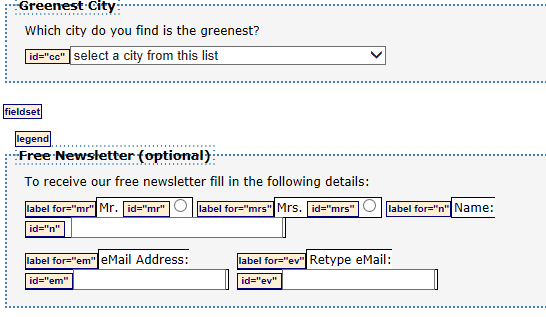 Greenest City
Which city do you find is the greenest?
id="cc" select a city from this list
fieldset
legend
Free Newsletter (optional)
To receive our free newsletter fill in the following details:
label for="mr" Mr. id="mr" label for="mrs" Mrs. id="mrs" label for="n" Name:
id="n"
label for="em" eMail Address: label for="ev" Retype eMail:
id="em" id="ev"